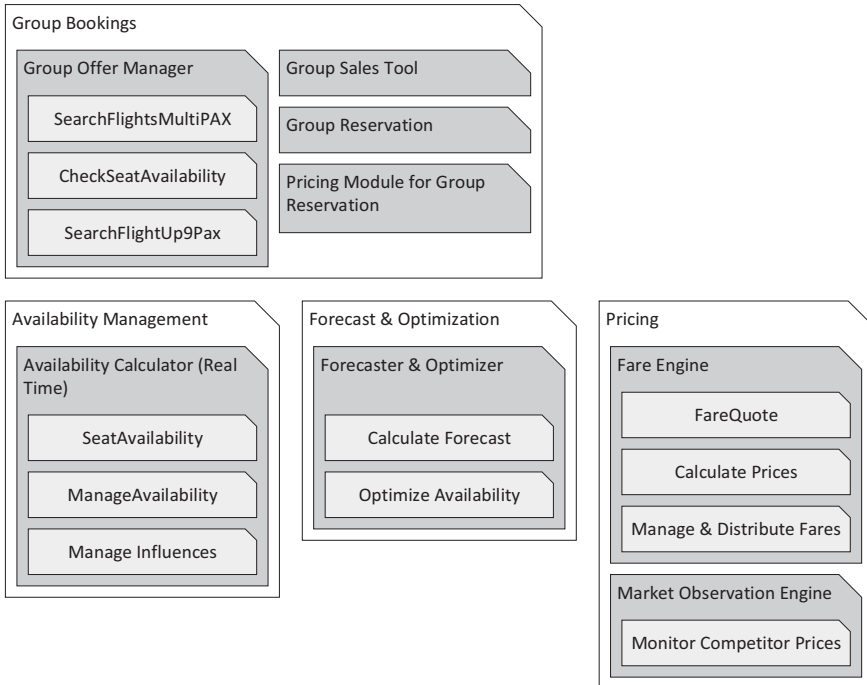 Group Bookings
Group Offer Manager
SearchFlightsMultiPAX
CheckSeatAvailability
SearchFlightUp9Pax
Group Sales Tool
Group Reservation
Pricing Module for Group
Reservation
Availability Management
Availability Calculator (Real
Time)
SeatAvailability
ManageAvailability
Manage Influences
Forecast & Optimization
Forecaster & Optimizer
Calculate Forecast
Optimize Availability
Pricing
Fare Engine
FareQuote
Calculate Prices
Manage & Distribute Fares
Market Observation Engine
Monitor Competitor Prices